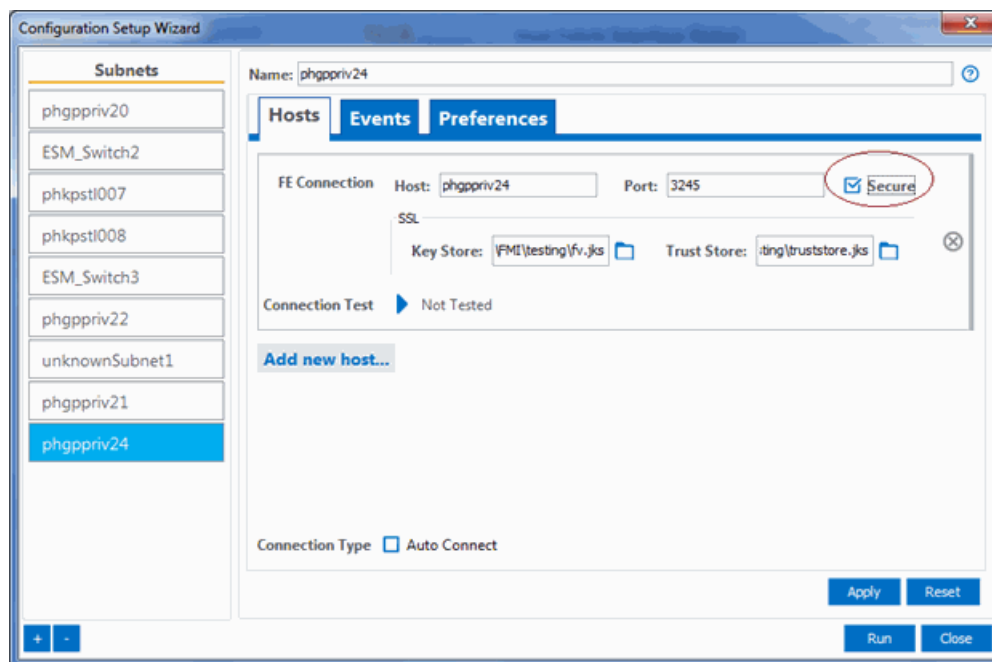 Configuration Setup Wizard
Subnets
phgppriv20
ESM_Switch2
phkpstl007
phkpstl008
ESM_Switch3
phgppriv22
unknownSubnet1
phgppriv21
phgppriv24
Name: phgppriv24
Hosts Events Preferences
FE Connection Host: phgppriv24 Port: 3245 Secure
SSL
Key Store: \FMI\testing\fv.jks Trust Store: :ting\truststore.jks
Connection Test Not Tested
Add new host...
Connection Type Auto Connect
Apply Reset
+ - Run Close